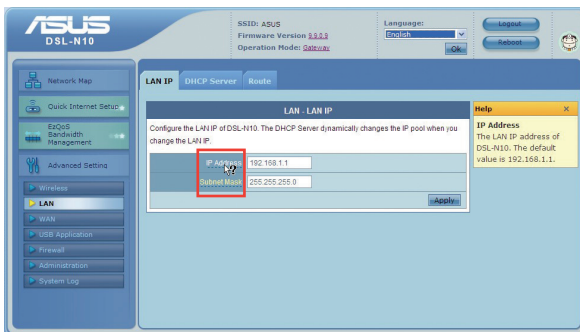 ASUS
DSL-N10
SSID: ASUS
Firmware Version 9.9.0.9
Operation Mode: Gateway
Language:
English
Ok
Logout
Reboot
Network Map
Quick Internet Setup
EzQoS
Bandwidth
Management
Advanced Setting
Wireless
LAN
WAN
USB Application
Firewall
Administration
System Log
LAN IP
DHCP Server
Route
LAN - LAN IP
Configure the LAN IP of DSL-N10. The DHCP Server dynamically changes the IP pool when you
change the LAN IP.
IP Address 192.168.1.1
Subnet Mask 255.255.255.0
Apply
Help x
IP Address
The LAN IP address of
DSL-N10. The default
value is 192.168.1.1.